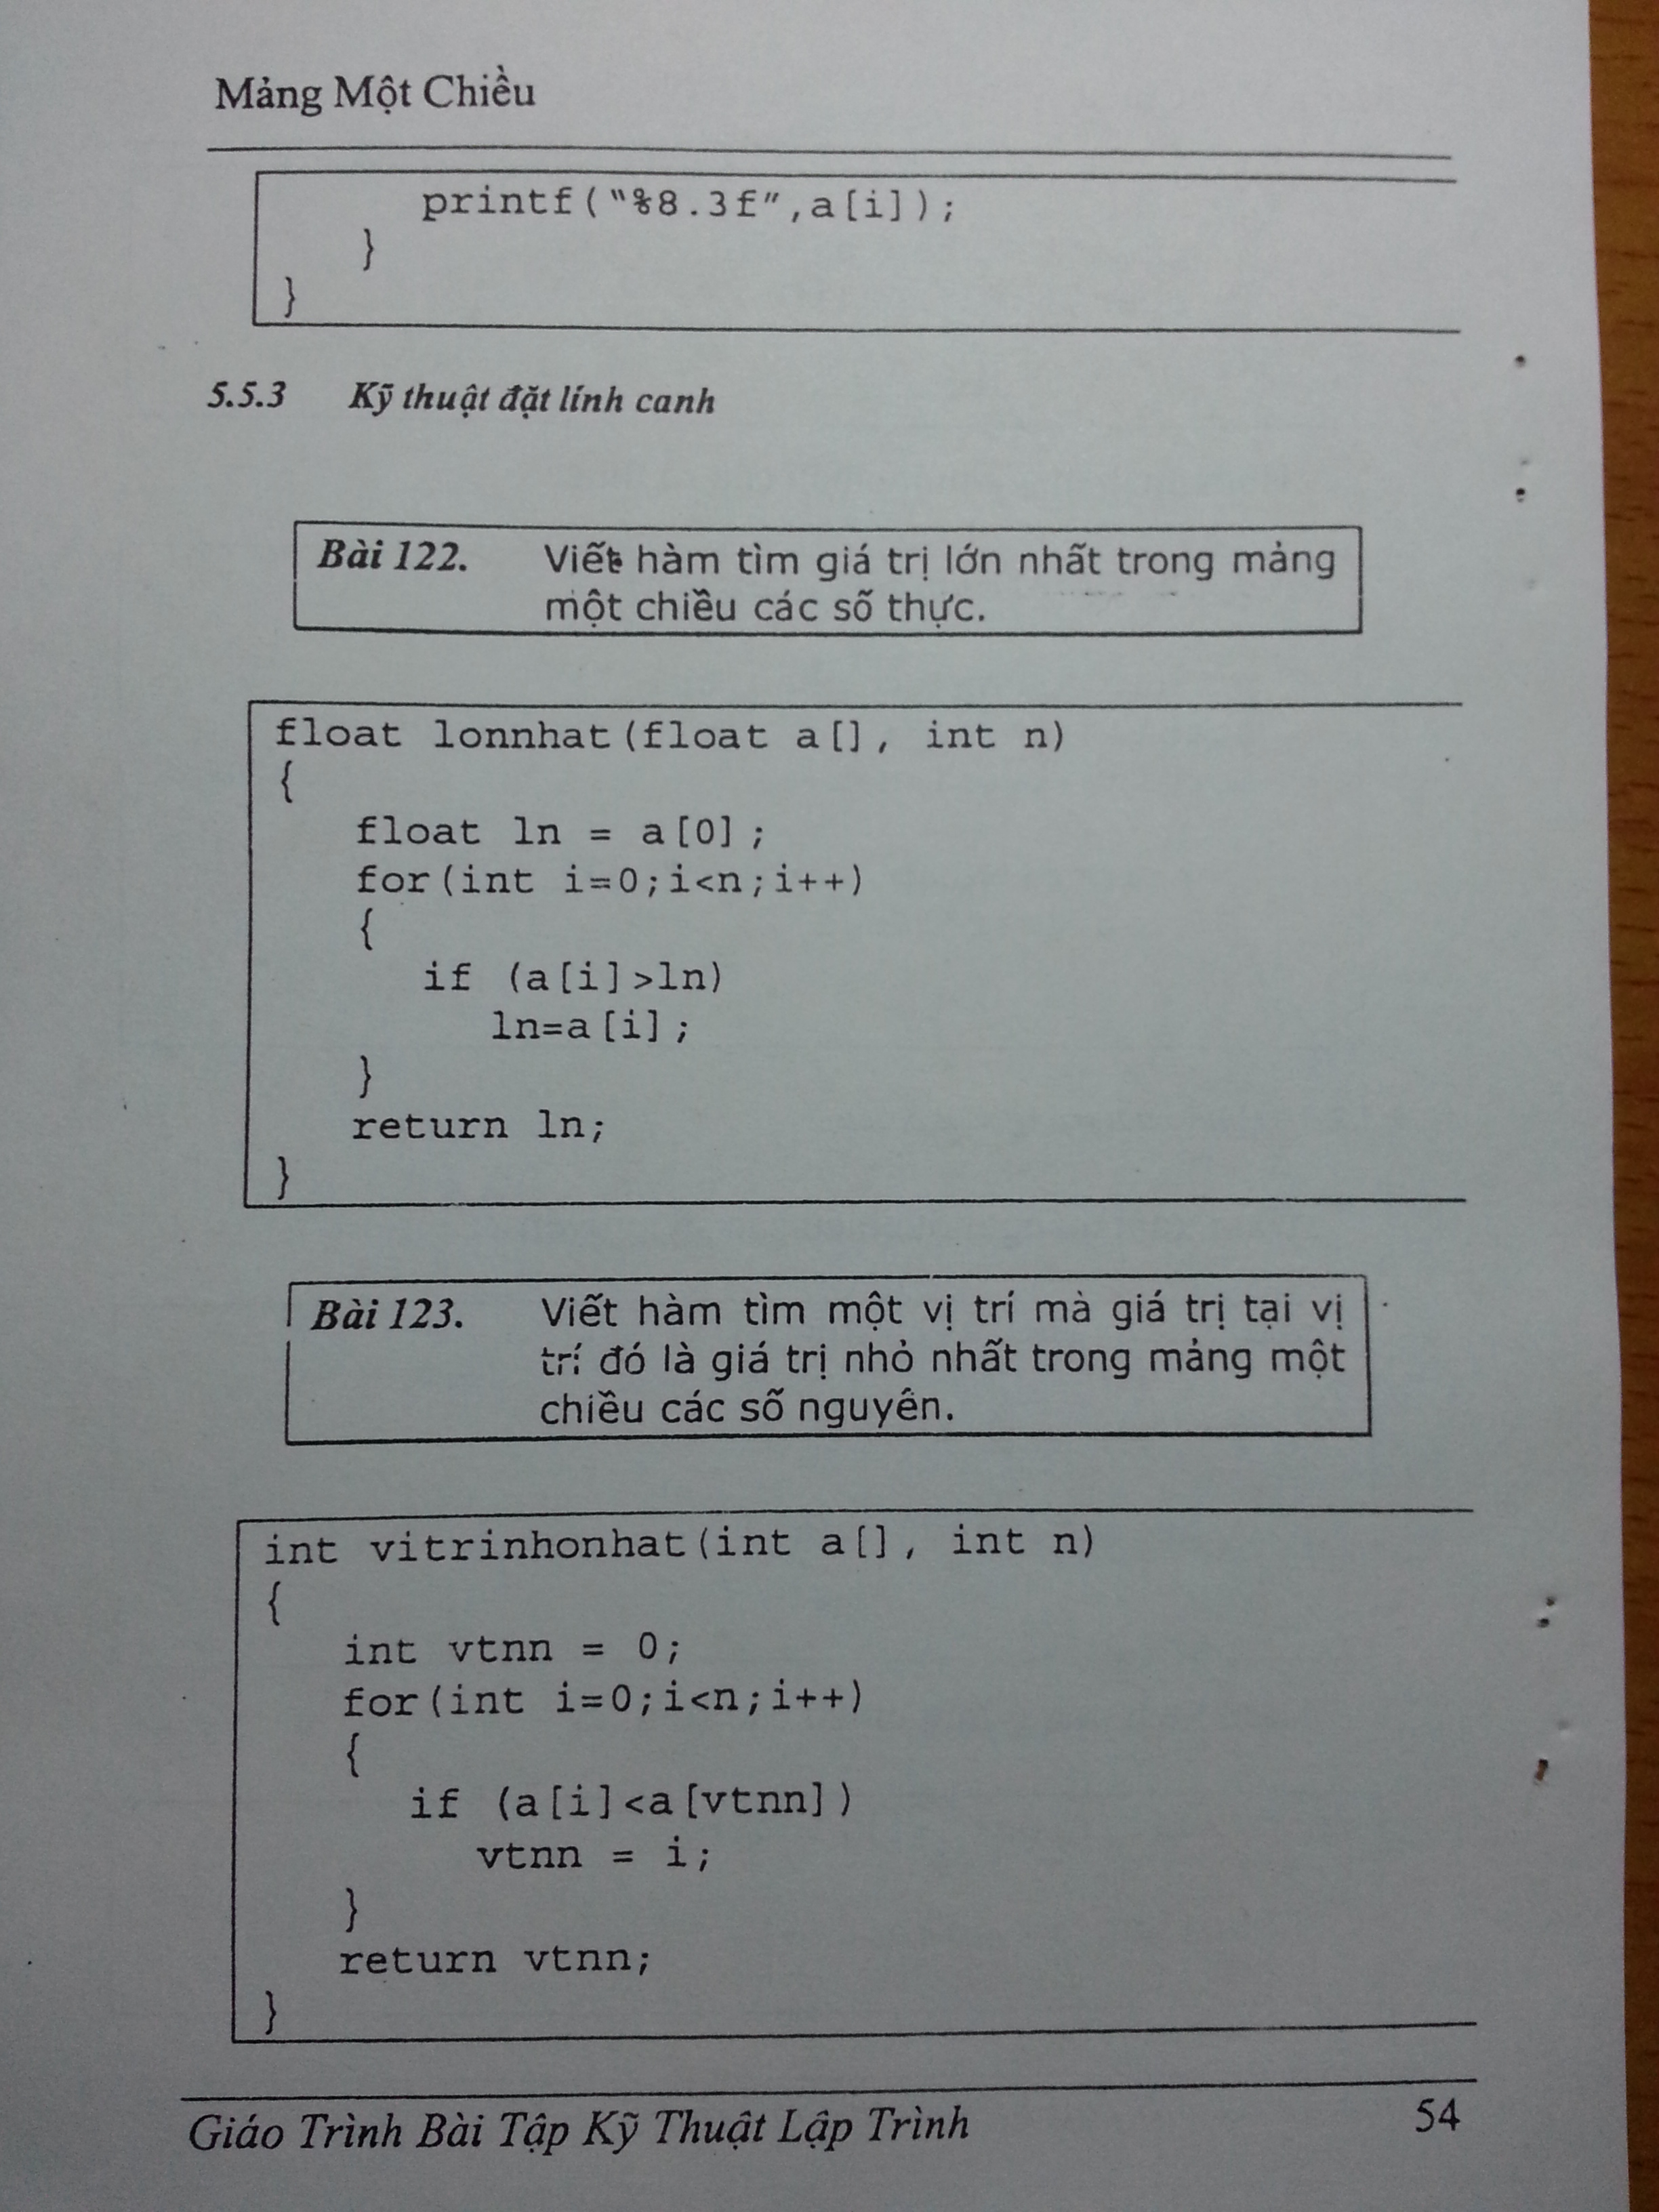 Mảng Một Chiều
printf("%8.3f",a[i]);
}
}
5.5.3 Kỹ thuật đặt lính canh
Bài 122. Viết hàm tìm giá trị lớn nhất trong mảng
một chiều các số thực.
float lonnhat(float a[], int n)
{
float ln = a[0];
for(int i=0;i<n;i++)
{
if (a[i]>ln)
ln=a[i];
}
return ln;
}
Bài 123. Viết hàm tìm một vị trí mà giá trị tại vị
trí đó là giá trị nhỏ nhất trong mảng một
chiều các số nguyên.
int vitrinhonhat(int a[], int n)
{
int vtnn = 0;
for(int i=0;i<n;i++)
{
if (a[i]<a[vtnn])
vtnn = i;
}
return vtnn;
}
Giáo Trình Bài Tập Kỹ Thuật Lập Trình 54